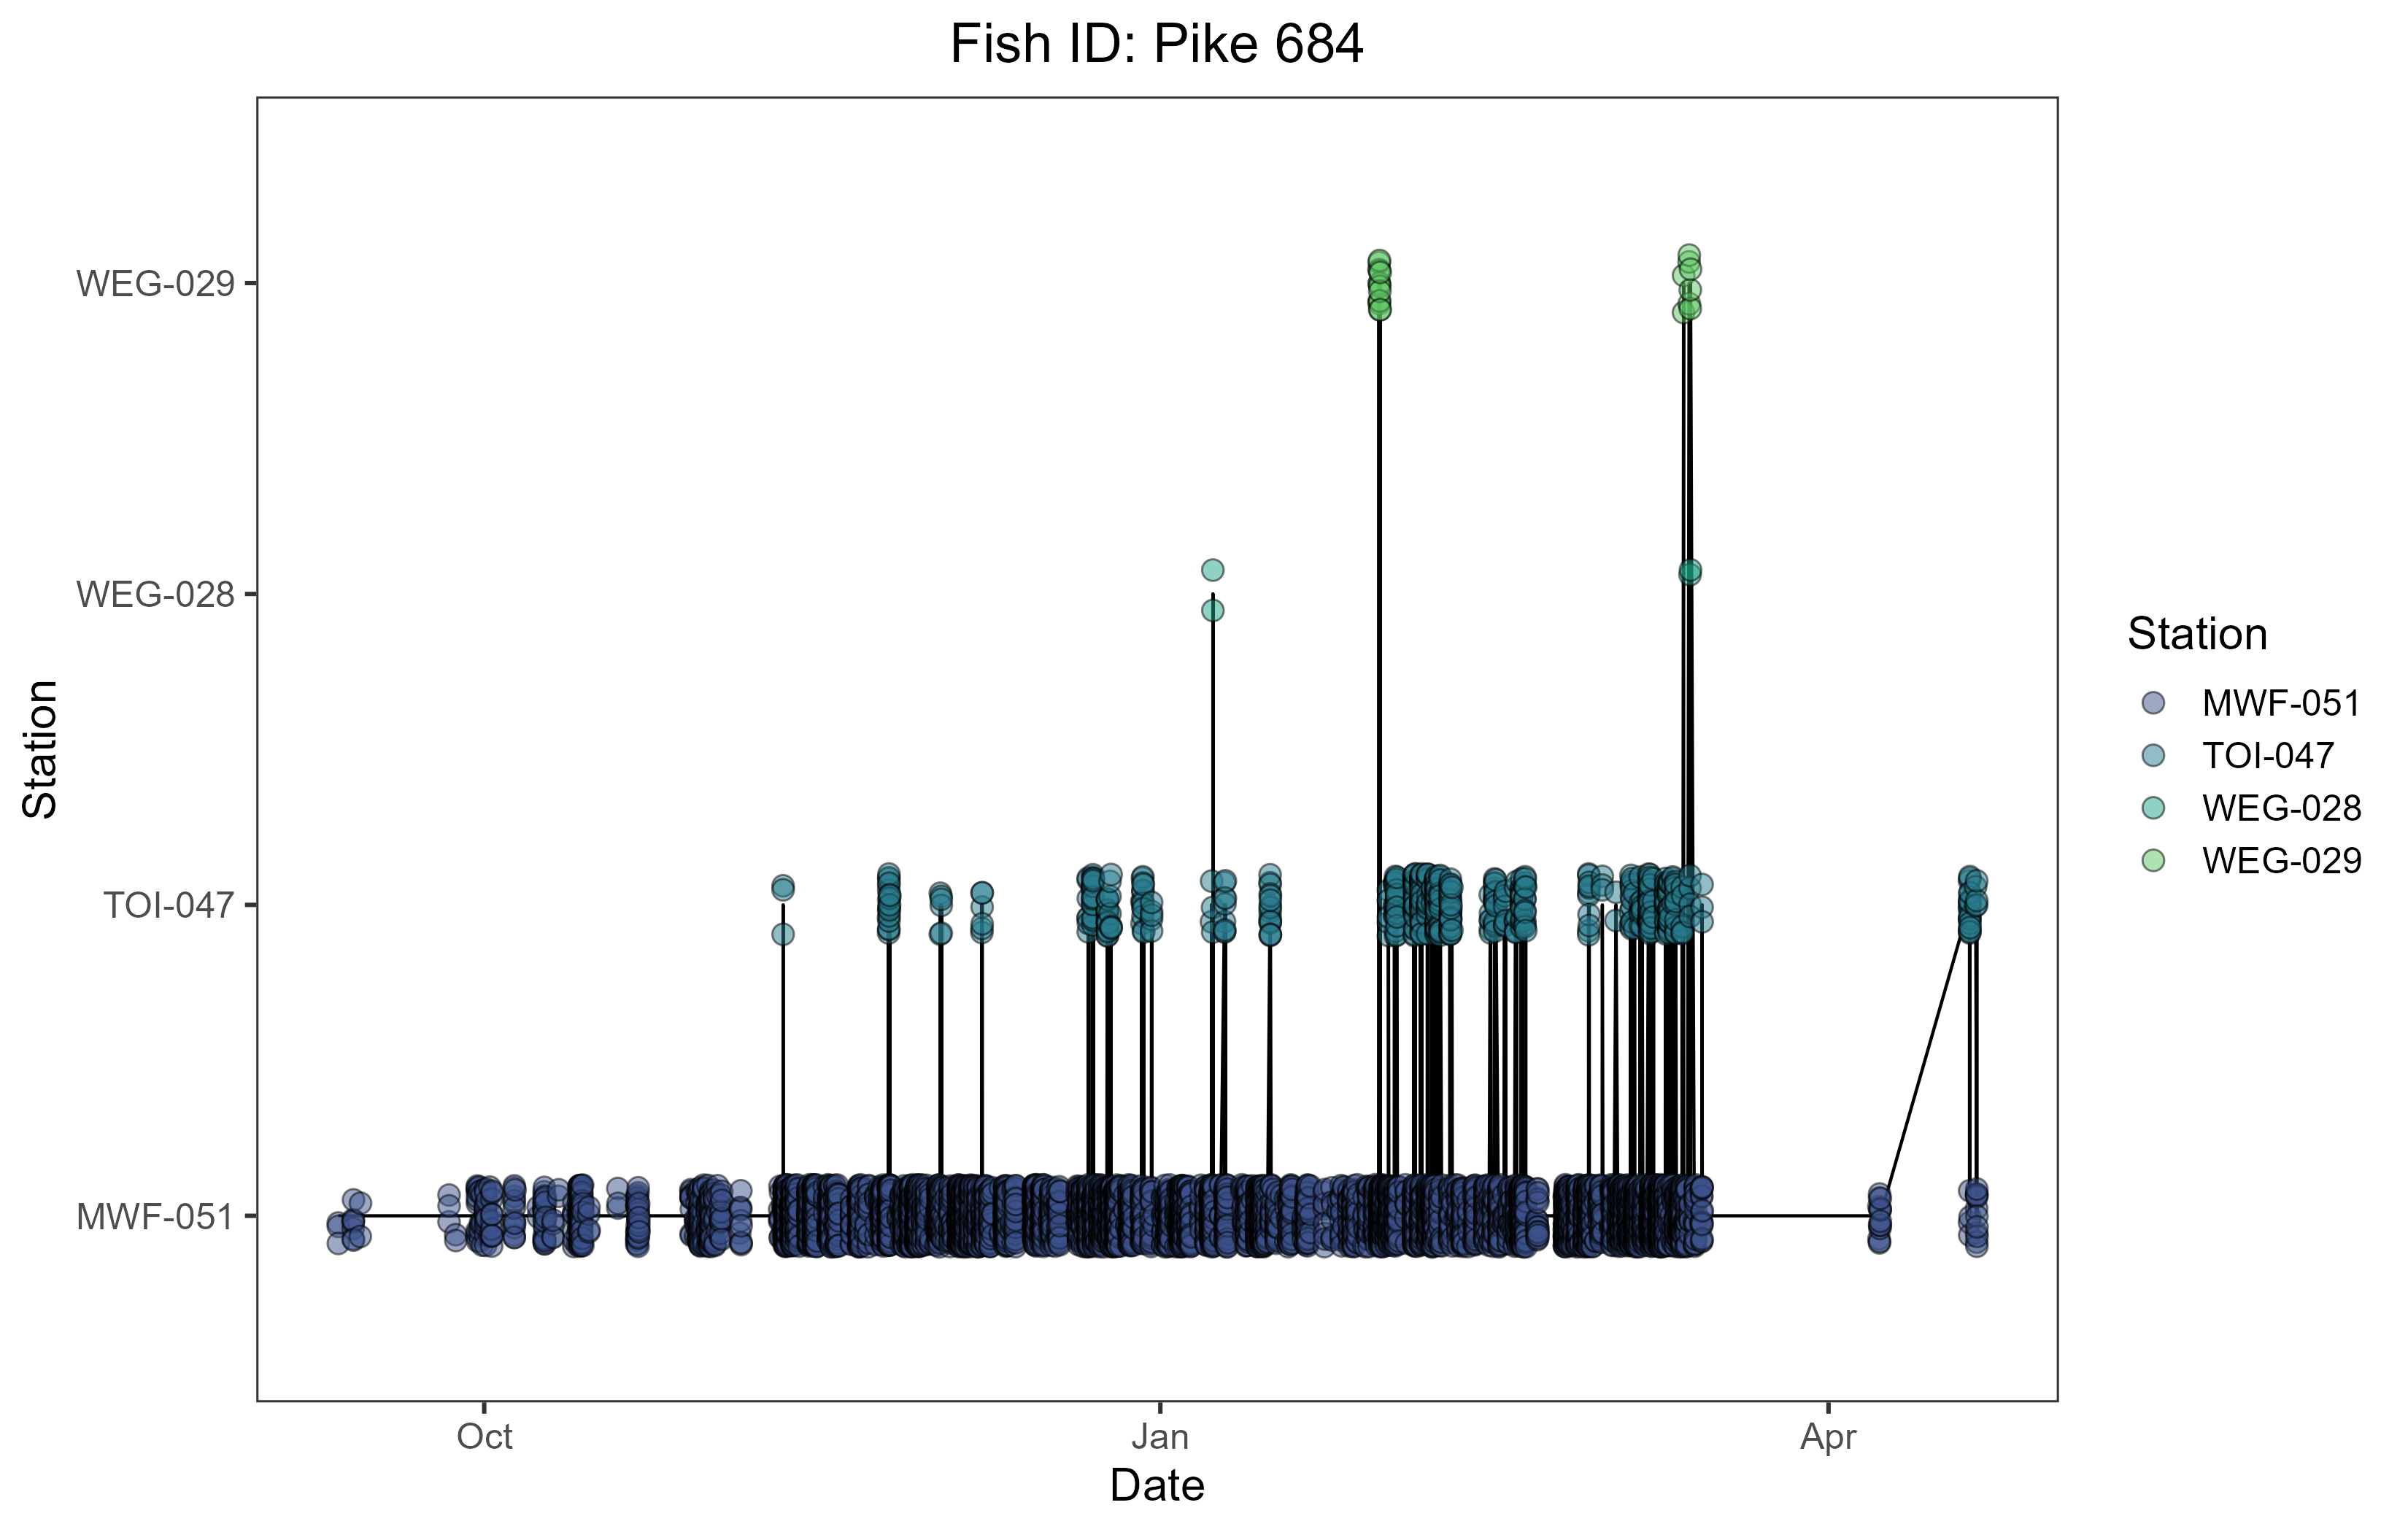 Fish ID: Pike 684
WEG-029
WEG-028
TOI-047
MWF-051
Station
Oct
Jan
Apr
Date
Station
MWF-051
TOI-047
WEG-028
WEG-029